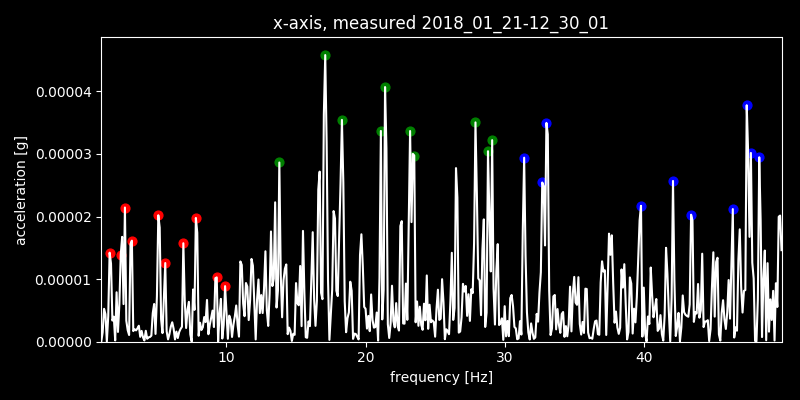 x-axis, measured 2018_01_21-12_30_01
acceleration [g]
0.00004
0.00003
0.00002
0.00001
0.00000
10 20 30 40
frequency [Hz]